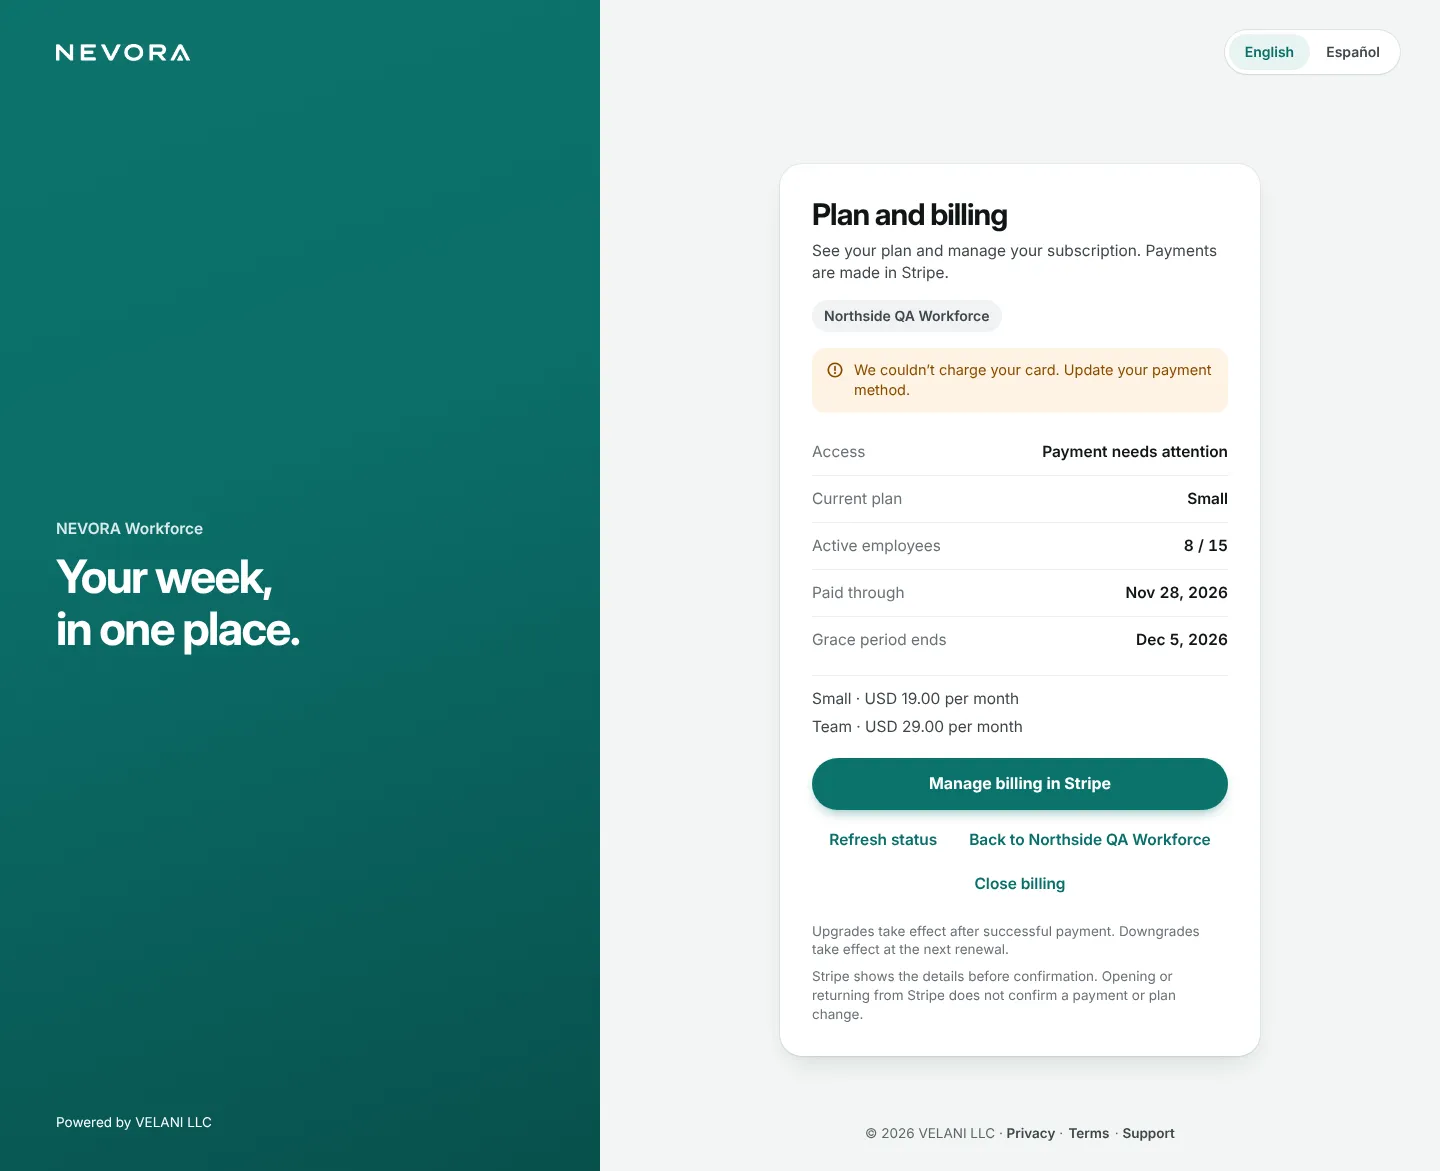 NEVORA
English Español
Plan and billing
See your plan and manage your subscription. Payments
are made in Stripe.
Northside QA Workforce
We couldn’t charge your card. Update your payment
method.
Access Payment needs attention
Current plan Small
Active employees 8 / 15
Paid through Nov 28, 2026
Grace period ends Dec 5, 2026
Small · USD 19.00 per month
Team · USD 29.00 per month
Manage billing in Stripe
Refresh status Back to Northside QA Workforce
Close billing
Upgrades take effect after successful payment. Downgrades
take effect at the next renewal.
Stripe shows the details before confirmation. Opening or
returning from Stripe does not confirm a payment or plan
change.
NEVORA Workforce
Your week,
in one place.
Powered by VELANI LLC
© 2026 VELANI LLC · Privacy · Terms · Support